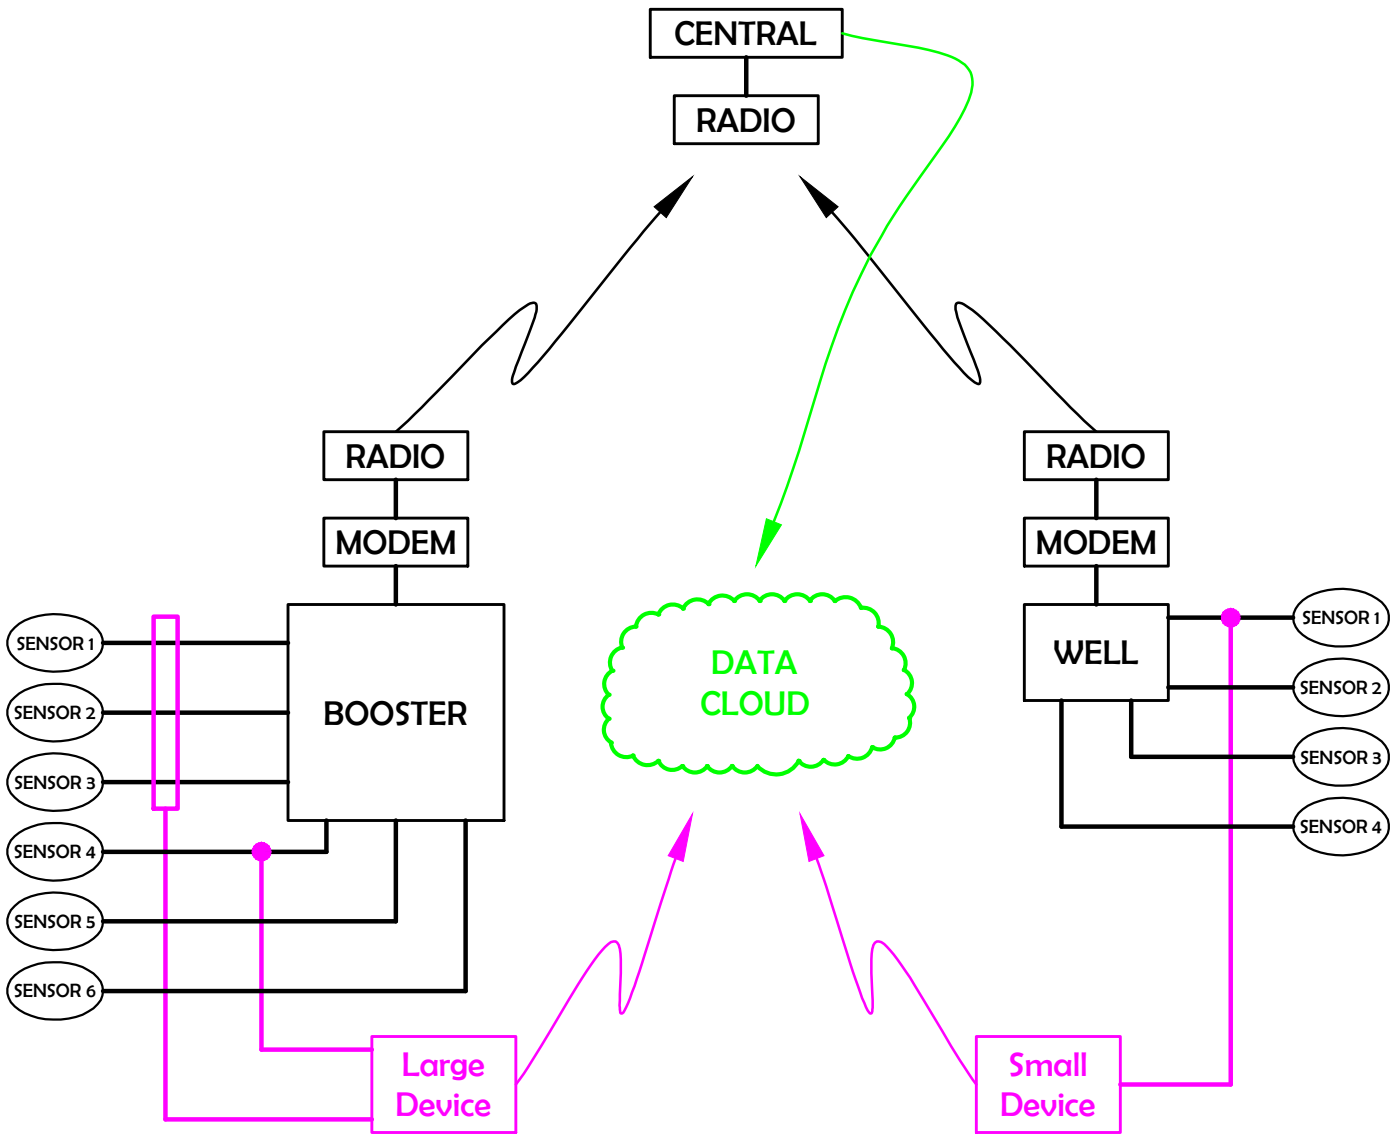 CENTRAL
RADIO
RADIO
RADIO
MODEM
MODEM
SENSOR 1
SENSOR 2
SENSOR 3
SENSOR 4
SENSOR 5
SENSOR 6
BOOSTER
DATA
CLOUD
WELL
SENSOR 1
SENSOR 2
SENSOR 3
SENSOR 4
Large
Device
Small
Device